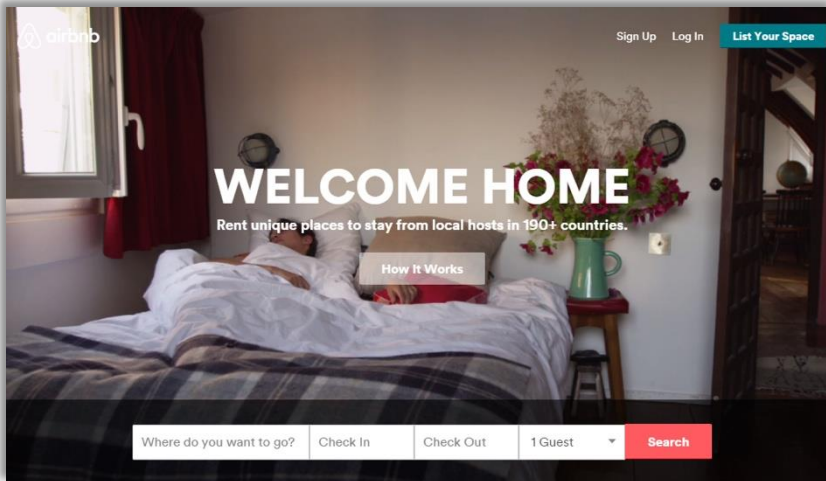 airbnb
Sign Up Log In List Your Space
WELCOME HOME
Rent unique places to stay from local hosts in 190+ countries.
How It Works
Where do you want to go? Check In Check Out 1 Guest Search